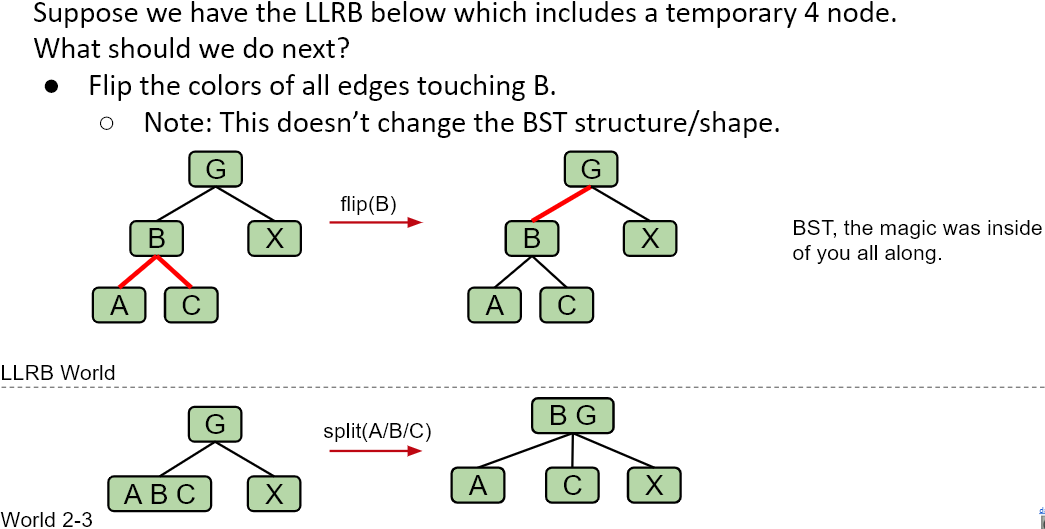 Suppose we have the LLRB below which includes a temporary 4 node.
What should we do next?
● Flip the colors of all edges touching B.
○ Note: This doesn’t change the BST structure/shape.
G
B
X
A
C
flip(B)
G
B
X
A
C
BST, the magic was inside
of you all along.
LLRB World
G
A B C
X
split(A/B/C)
B G
A
C
X
World 2-3